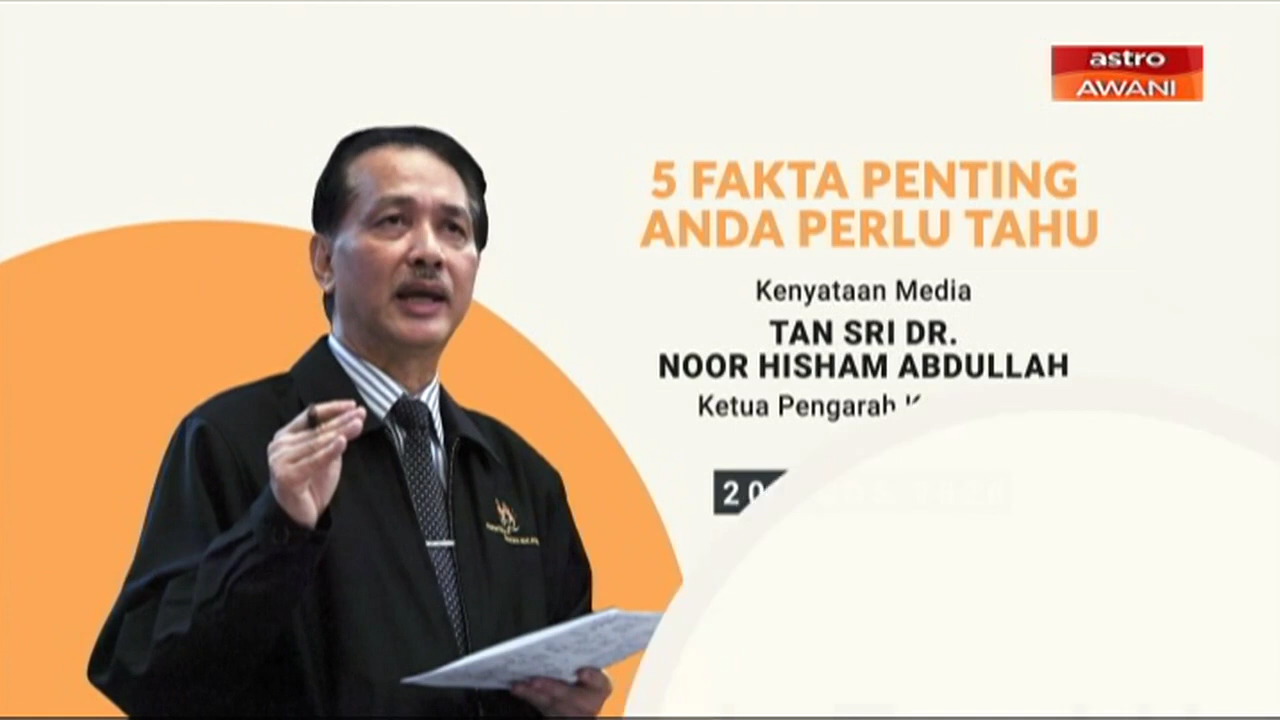 astro
AWANI
5 FAKTA PENTING
ANDA PERLU TAHU
Kenyataan Media
TAN SRI DR.
NOOR HISHAM ABDULLAH
Ketua Pengarah